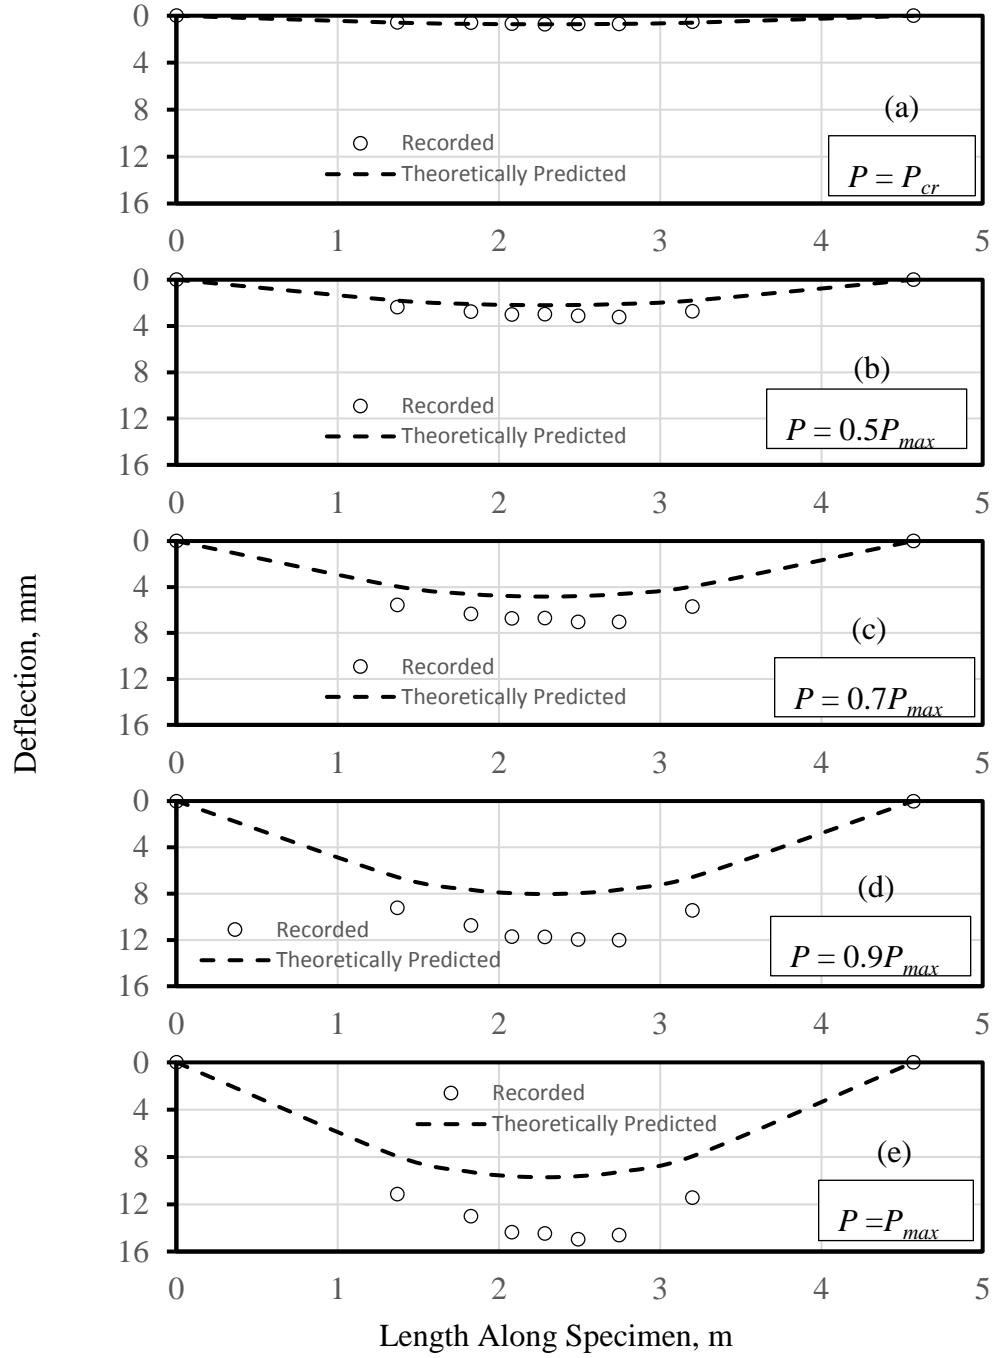 0
4
8
12
16
(a)
Recorded
Theoretically Predicted
P = Pcr
0 1 2 3 4 5
0
4
8
12
16
(b)
Recorded
Theoretically Predicted
P = 0.5Pmax
0 1 2 3 4 5
Deflection, mm
0
4
8
12
16
(c)
Recorded
Theoretically Predicted
P = 0.7Pmax
0 1 2 3 4 5
0
4
8
12
16
(d)
Recorded
Theoretically Predicted
P = 0.9Pmax
0 1 2 3 4 5
0
4
8
12
16
Recorded
Theoretically Predicted
(e)
P =Pmax
0 1 2 3 4 5
Length Along Specimen, m